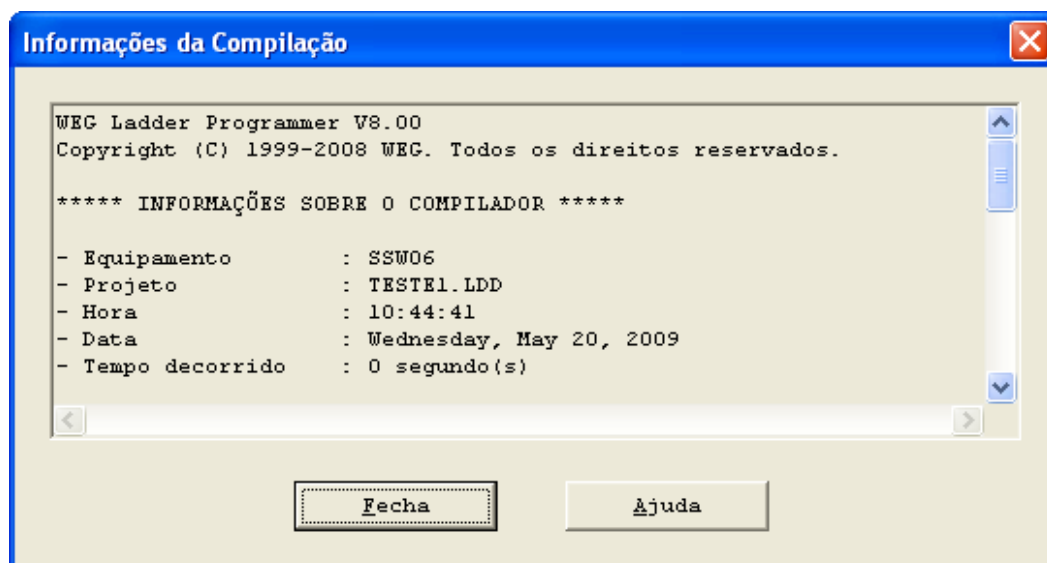 Informações da Compilação
WEG Ladder Programmer V8.00
Copyright (C) 1999-2008 WEG. Todos os direitos reservados.
***** INFORMAÇÕES SOBRE O COMPILADOR *****
- Equipamento : SSW06
- Projeto : TESTE1.LDD
- Hora : 10:44:41
- Data : Wednesday, May 20, 2009
- Tempo decorrido : 0 segundo(s)
Fecha Ajuda